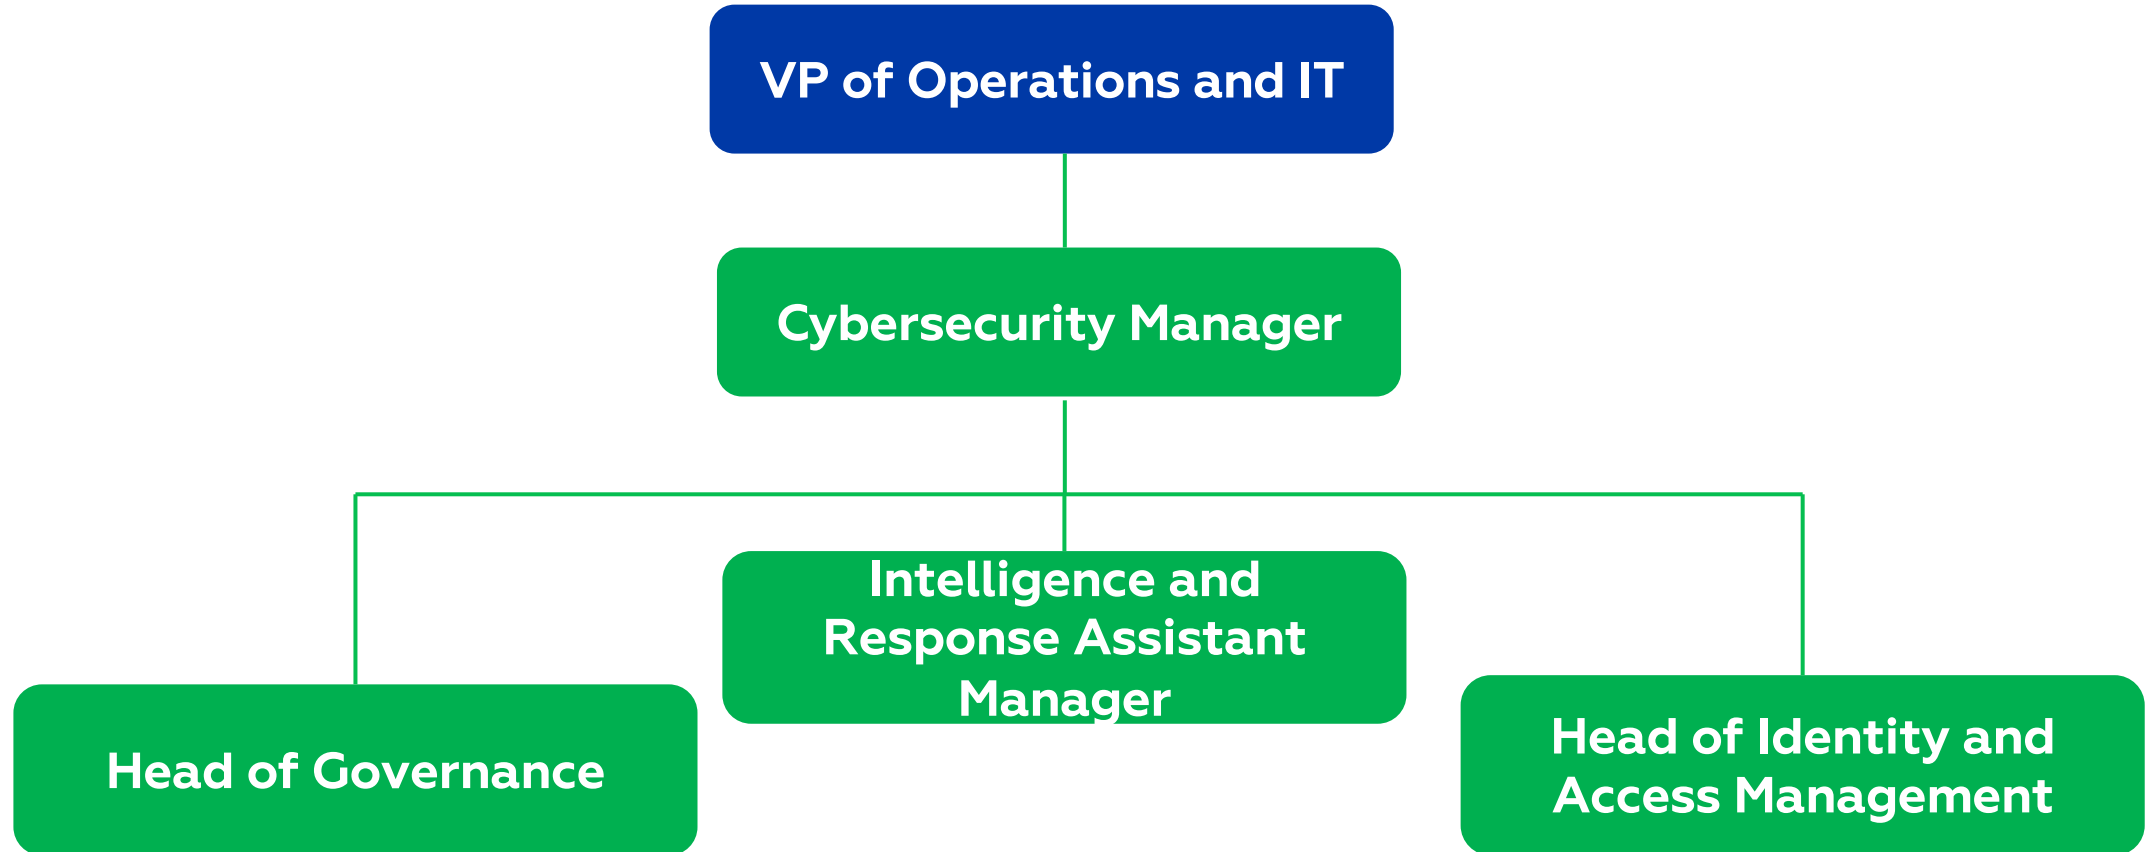 VP of Operations and IT
Cybersecurity Manager
Intelligence and
Response Assistant
Manager
Head of Governance
Head of Identity and
Access Management